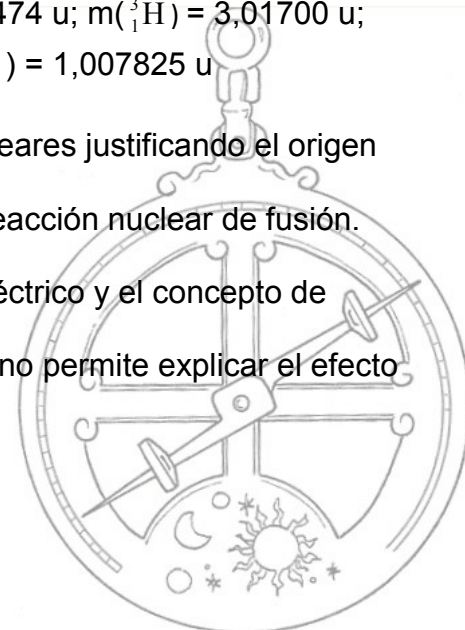 474 u; m(³₁H) = 3,01700 u;
) = 1,007825 u
eares justificando el origen
eacción nuclear de fusión.
éctrico y el concepto de
no permite explicar el efecto